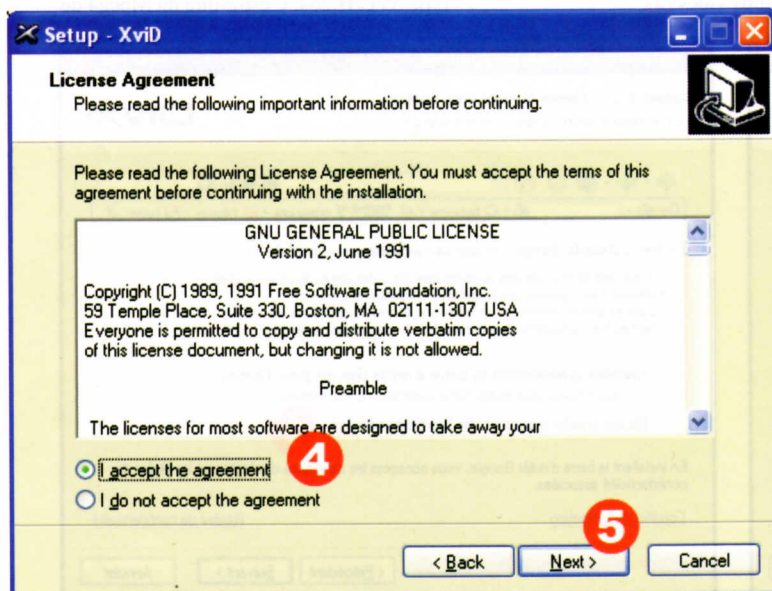 Setup - XviD
License Agreement
Please read the following important information before continuing.
Please read the following License Agreement. You must accept the terms of this
agreement before continuing with the installation.
GNU GENERAL PUBLIC LICENSE
Version 2, June 1991
Copyright (C) 1989, 1991 Free Software Foundation, Inc.
59 Temple Place, Suite 330, Boston, MA 02111-1307 USA
Everyone is permitted to copy and distribute verbatim copies
of this license document, but changing it is not allowed.
Preamble
The licenses for most software are designed to take away your
I accept the agreement
4
I do not accept the agreement
5
< Back
Next >
Cancel